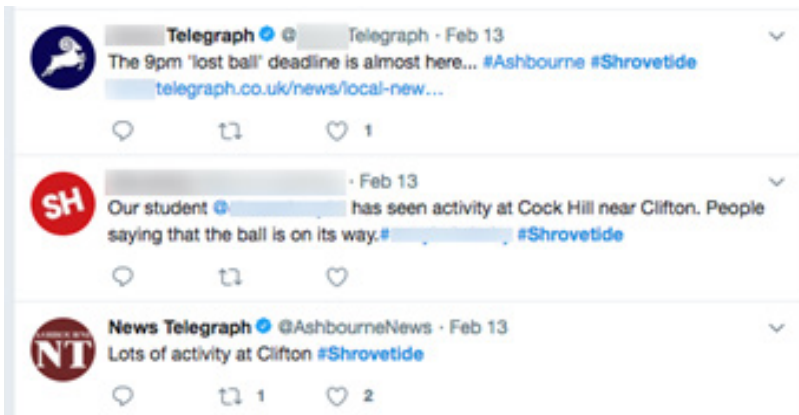 Telegraph @ Telegraph · Feb 13
The 9pm 'lost ball' deadline is almost here... #Ashbourne #Shrovetide
telegraph.co.uk/news/local-new...
1
· Feb 13
SH
Our student @ has seen activity at Cock Hill near Clifton. People
saying that the ball is on its way.# #Shrovetide
News Telegraph @AshbourneNews · Feb 13
NT
Lots of activity at Clifton #Shrovetide
1 2